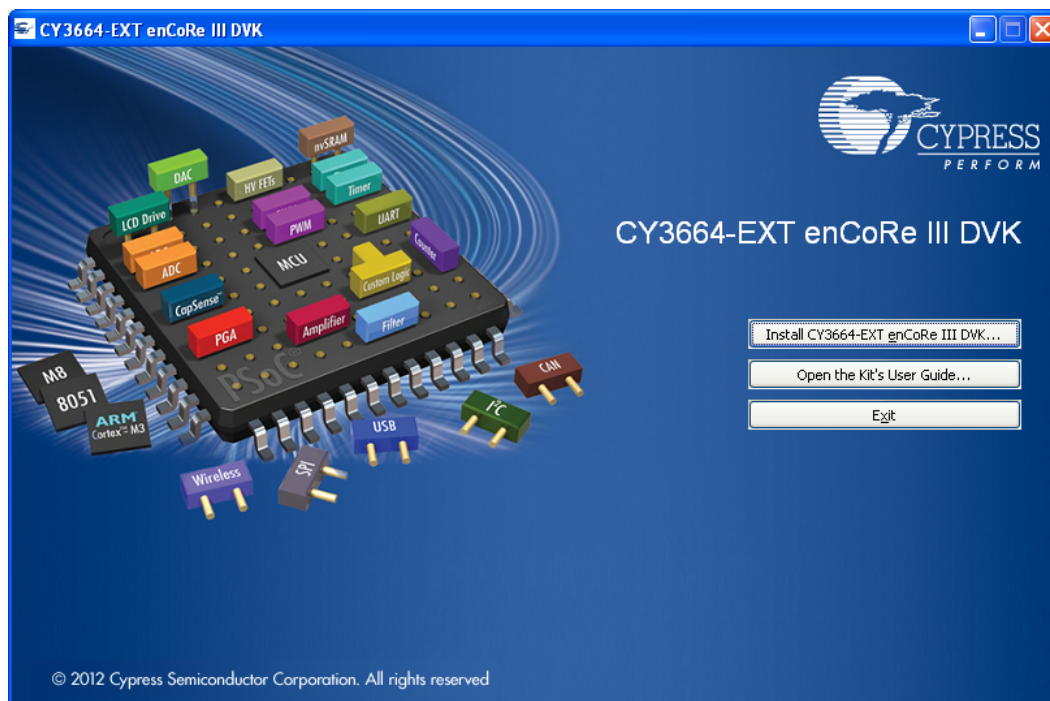 CY3664-EXT enCoRe III DVK
CYPRESS
PERFORM
CY3664-EXT enCoRe III DVK
Install CY3664-EXT enCoRe III DVK...
Open the Kit's User Guide...
Exit
nvSRAM
DAC
HV FETs
Timer
LCD Drive
PWM
UART
Counter
ADC
MCU
Custom Logic
CapSense™
PGA
Amplifier
Filter
PSoC®
M8
8051
ARM
Cortex™-M3
CAN
I²C
USB
SPI
Wireless
© 2012 Cypress Semiconductor Corporation. All rights reserved